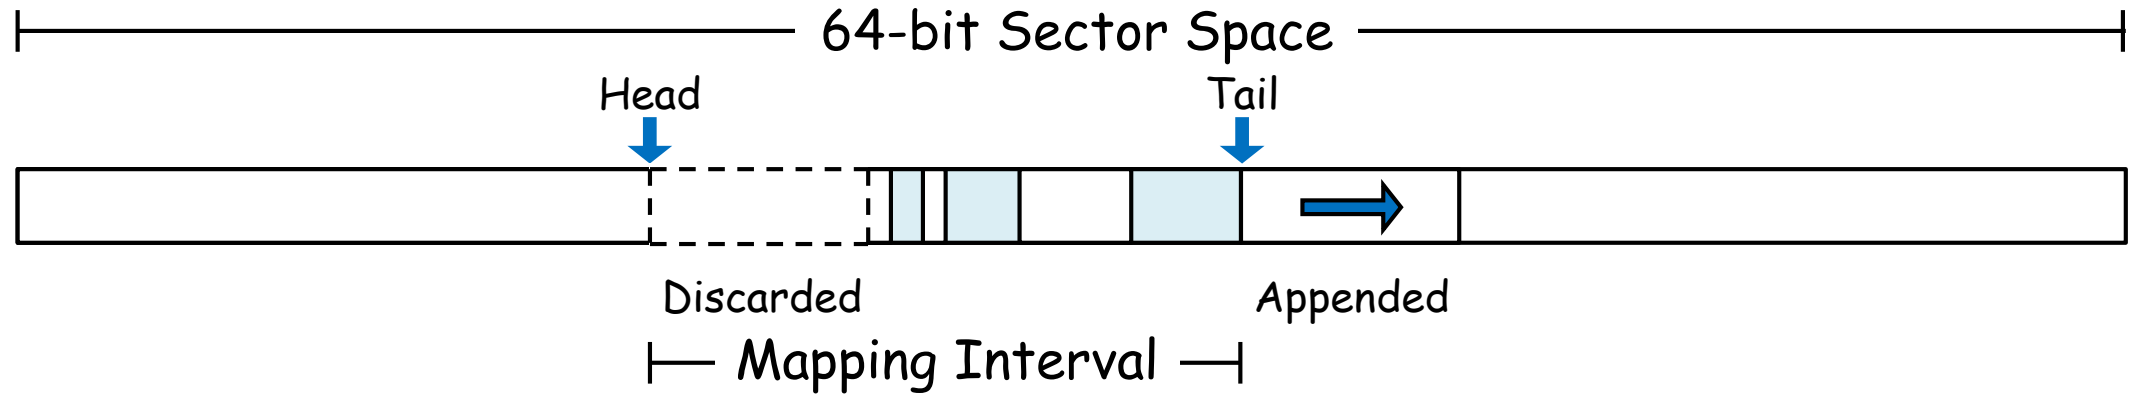 64-bit Sector Space
Head
Tail
Discarded
Appended
Mapping Interval